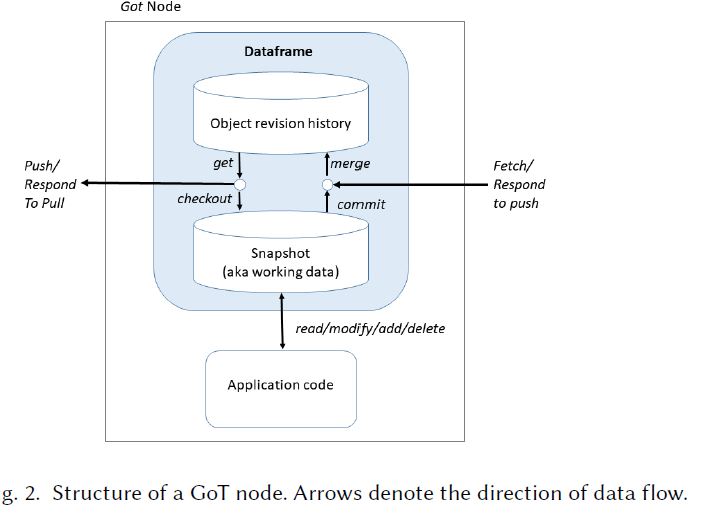 Got Node
Dataframe
Object revision history
get
merge
Push/
Respond
To Pull
Fetch/
Respond
to push
checkout
commit
Snapshot
(aka working data)
read/modify/add/delete
Application code
g. 2. Structure of a GoT node. Arrows denote the direction of data flow.